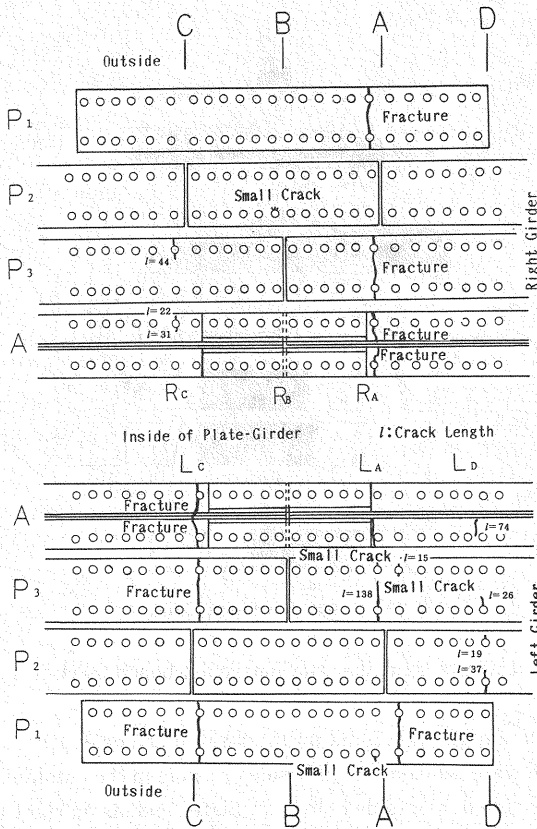 C B A D
Outside
P1
Fracture
P2
Small Crack
Right Girder
P3
l=44
Fracture
l=22
A
l=31
Fracture
Fracture
RC RB RA
Inside of Plate-Girder l:Crack Length
LC LA LD
A
Fracture
Fracture
l=74
Small Crack l=15
P3
Fracture
l=138
Small Crack
l=26
Left Girder
P2
l=19
l=37
P1
Fracture
Fracture
Small Crack
Outside
C B A D